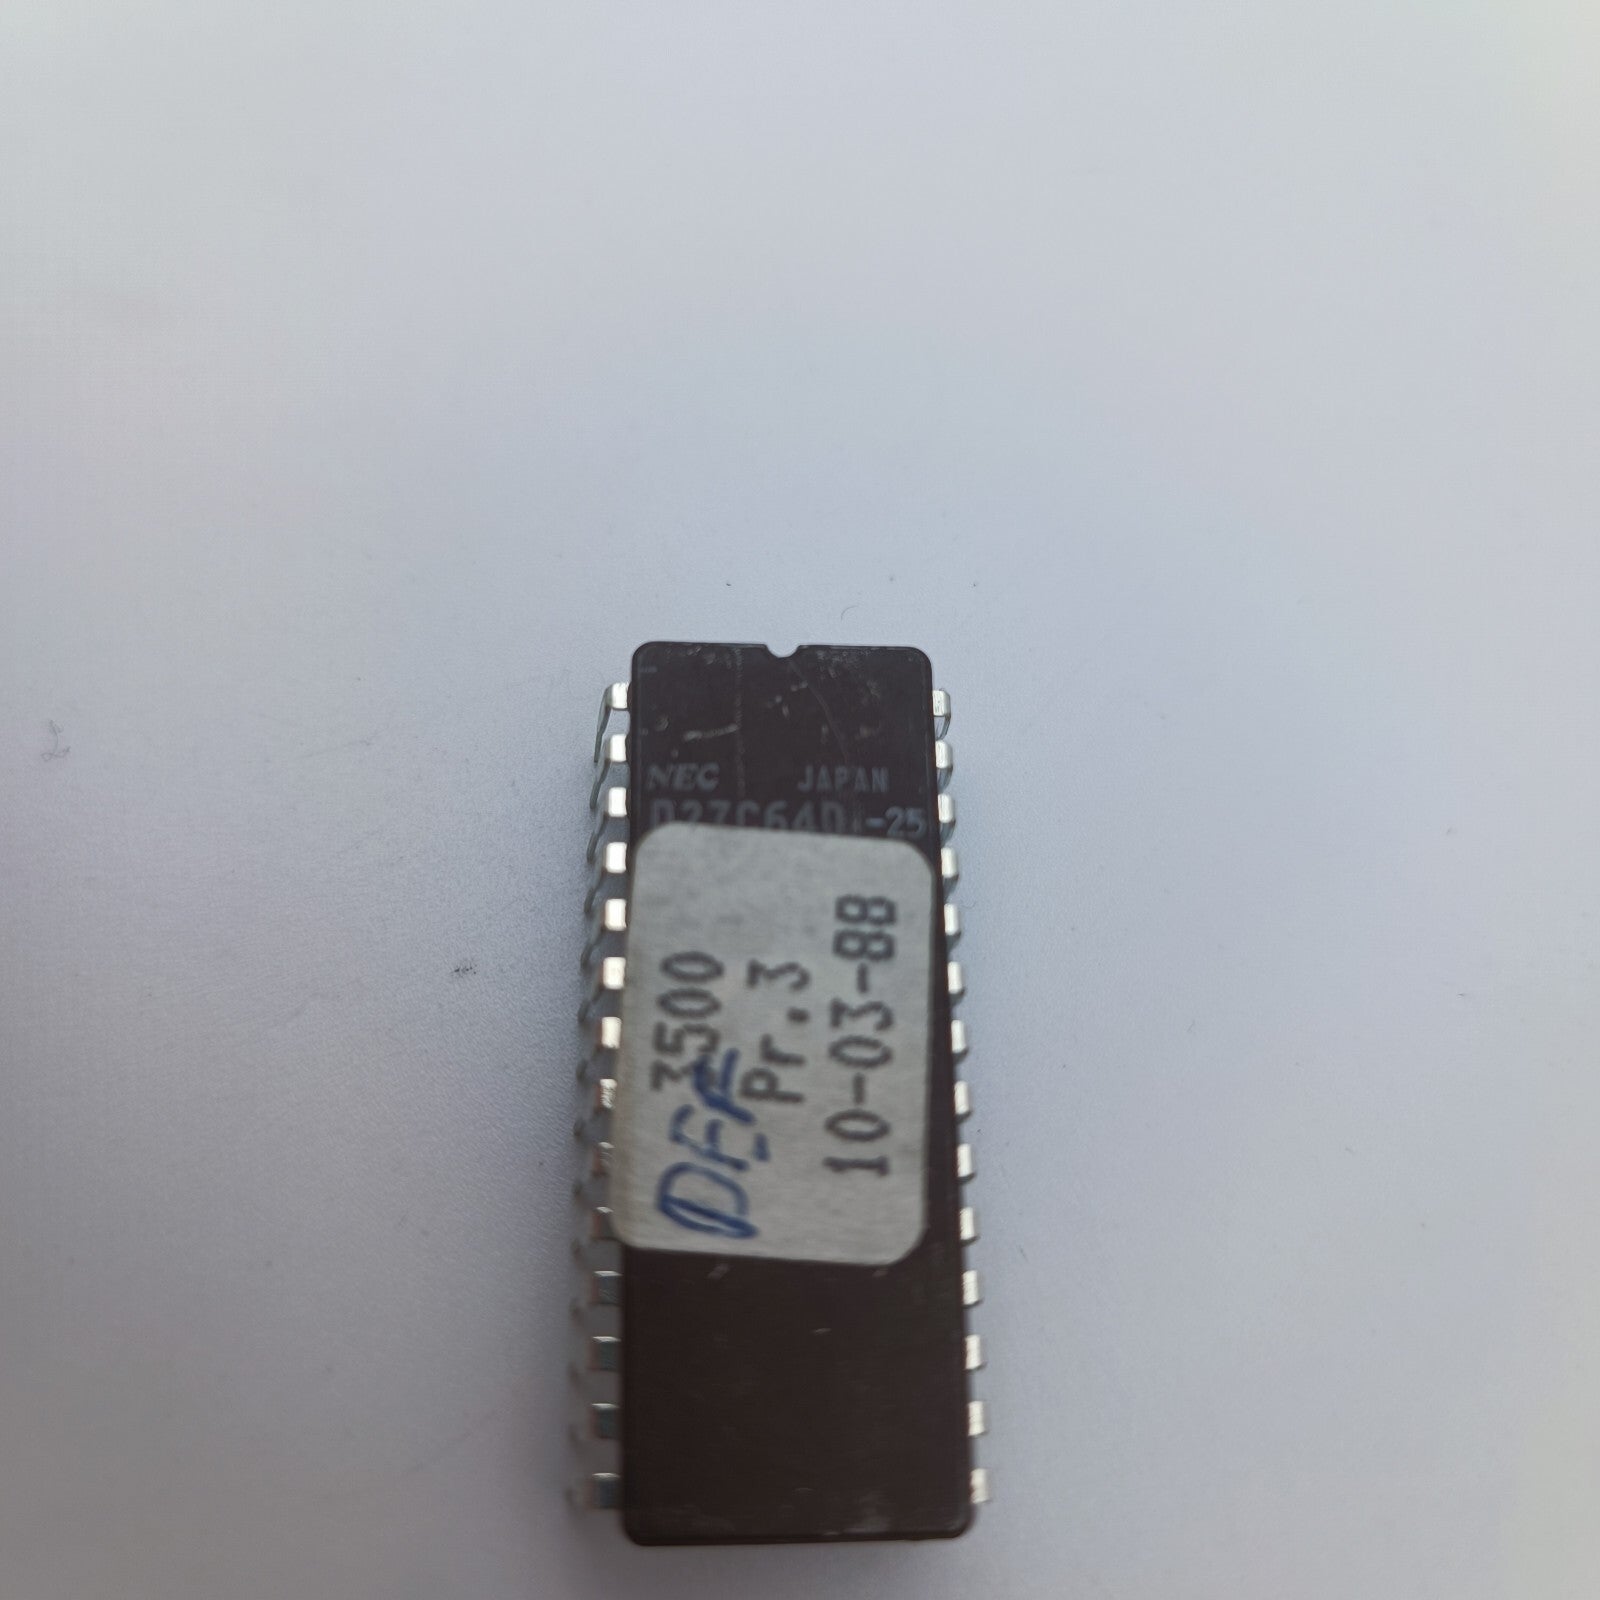 NEC JAPAN
D27C64D -25
3500
Pr.3
10-03-88
DEF